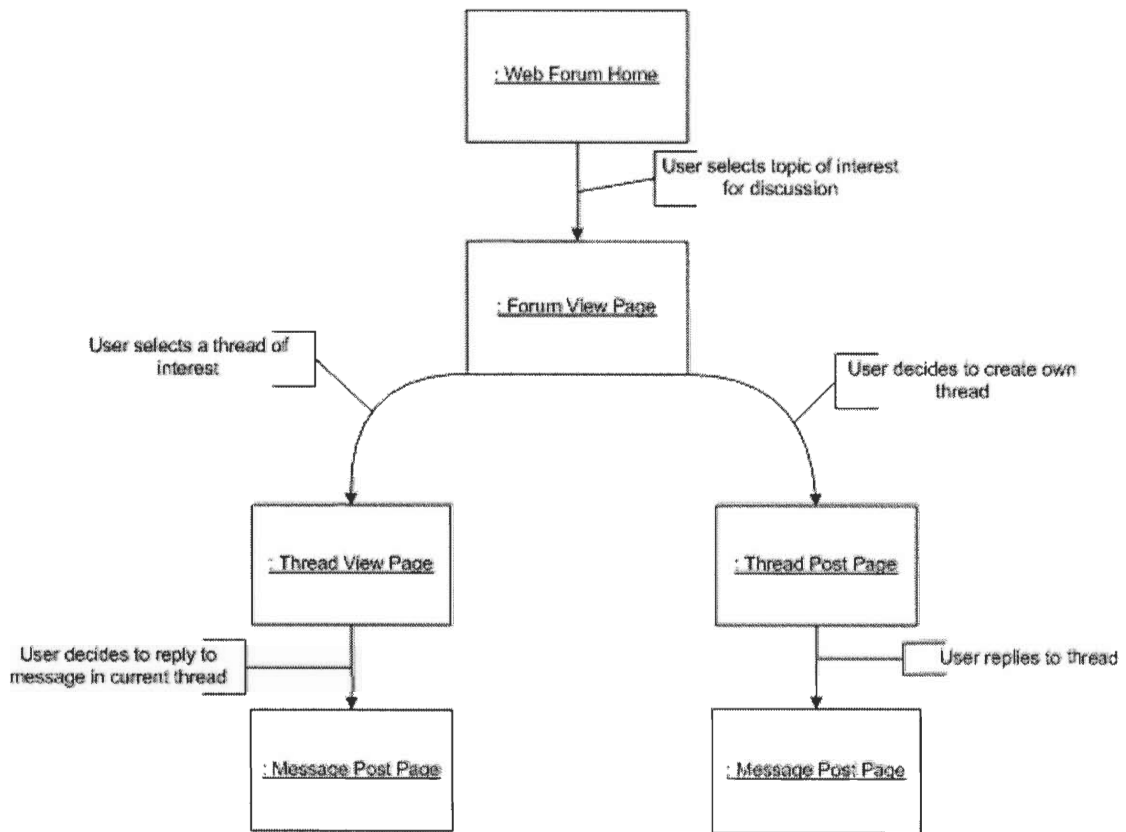 : Web Forum Home
User selects topic of interest
for discussion
: Forum View Page
User selects a thread of
interest
User decides to create own
thread
: Thread View Page
: Thread Post Page
User decides to reply to
message in current thread
User replies to thread
: Message Post Page
: Message Post Page